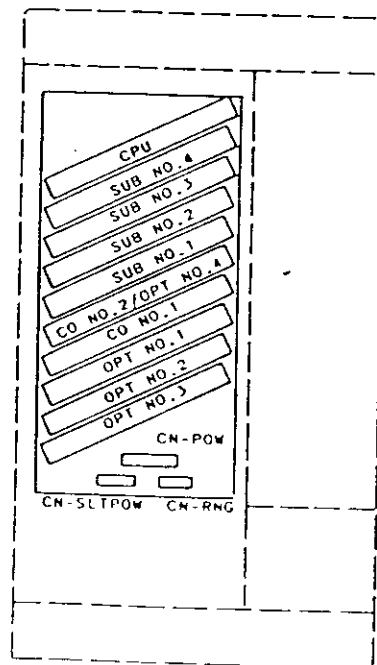 CPU
SUB NO.4
SUB NO.3
SUB NO.2
SUB NO.1
CO NO.2/OPT NO.4
CO NO.1
OPT NO.1
OPT NO.2
OPT NO.3
CN-POW
CN-SLTPOW CN-RNG